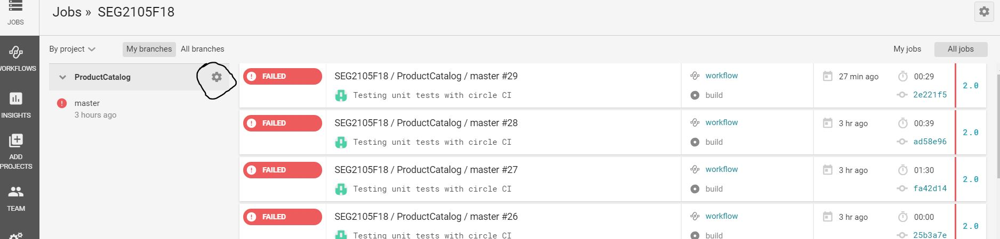 Jobs » SEG2105F18
JOBS
WORKFLOWS
INSIGHTS
ADD
PROJECTS
TEAM
By project
My branches
All branches
My jobs
All jobs
ProductCatalog
master
3 hours ago
FAILED
SEG2105F18 / ProductCatalog / master #29
Testing unit tests with circle CI
workflow
build
27 min ago
00:29
2e221f5
2.0
FAILED
SEG2105F18 / ProductCatalog / master #28
Testing unit tests with circle CI
workflow
build
3 hr ago
00:39
ad58e96
2.0
FAILED
SEG2105F18 / ProductCatalog / master #27
Testing unit tests with circle CI
workflow
build
3 hr ago
01:30
fa42d14
2.0
FAILED
SEG2105F18 / ProductCatalog / master #26
Testing unit tests with circle CI
workflow
build
3 hr ago
00:00
25b3a7e
2.0